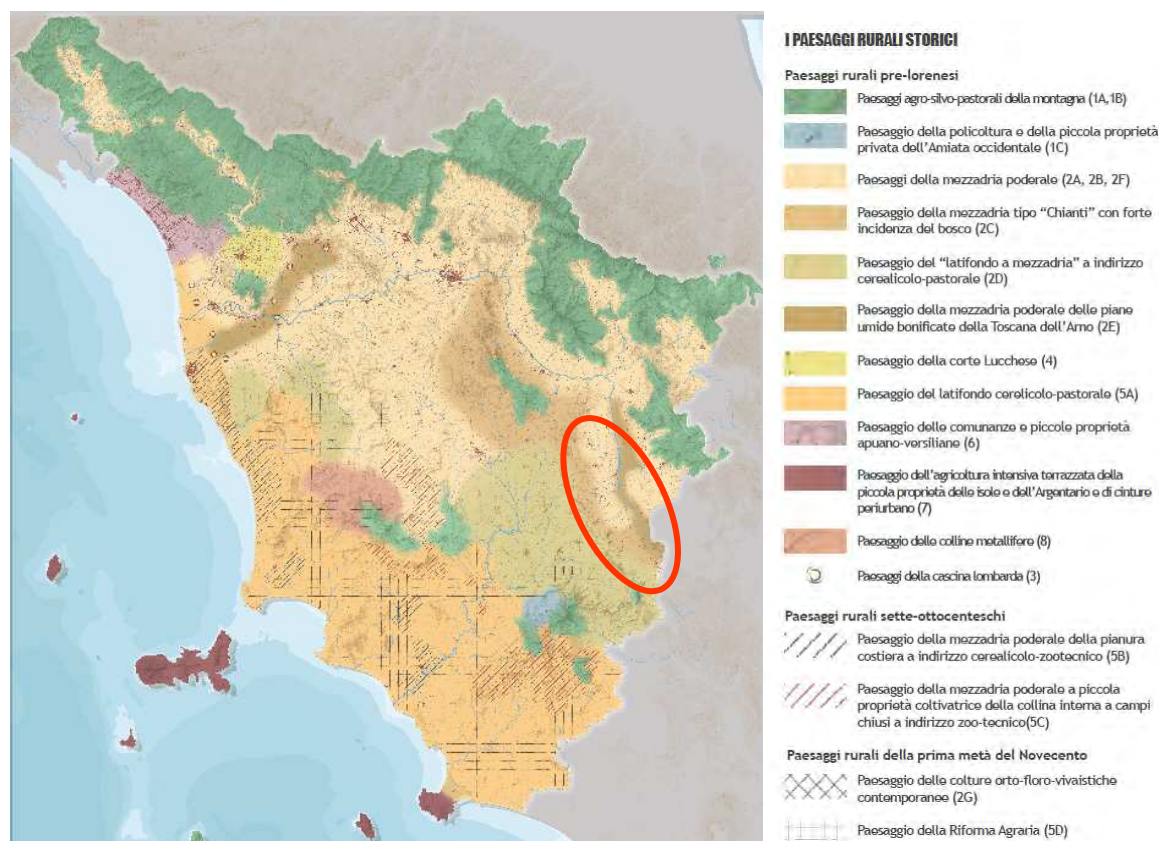 I PAESAGGI RURALI STORICI
Paesaggi rurali pre-lorenesi
Paesaggi agro-silvo-pastorali della montagna (1A,1B)
Paesaggio della policoltura e della piccola proprietà
privata dell'Amiata occidentale (1C)
Paesaggi della mezzadria poderale (2A, 2B, 2F)
Paesaggio della mezzadria tipo "Chianti" con forte
incidenza del bosco (2C)
Paesaggio del "latifondo a mezzadria" a indirizzo
cerealicolo-pastorale (2D)
Paesaggio della mezzadria poderale delle piane
umide bonificate della Toscana dell'Arno (2E)
Paesaggio della corte Lucchese (4)
Paesaggio del latifondo cerelicolo-pastorale (5A)
Paesaggio delle comunanze e piccole proprietà
apuano-versiliane (6)
Paesaggio dell'agricoltura intensiva terrazzata della
piccola proprietà delle isole e dell'Argentario e di cinture
periurbano (7)
Paesaggio delle colline metallifere (8)
Paesaggi della cascina lombarda (3)
Paesaggi rurali sette-ottocenteschi
Paesaggio della mezzadria poderale della pianura
costiera a indirizzo cerealicolo-zootecnico (5B)
Paesaggio della mezzadria poderale a piccola
proprietà coltivatrice della collina interna a campi
chiusi a indirizzo zoo-tecnico(5C)
Paesaggi rurali della prima metà del Novecento
Paesaggio delle colture orto-floro-vivaistiche
contemporanee (2G)
Paesaggio della Riforma Agraria (5D)